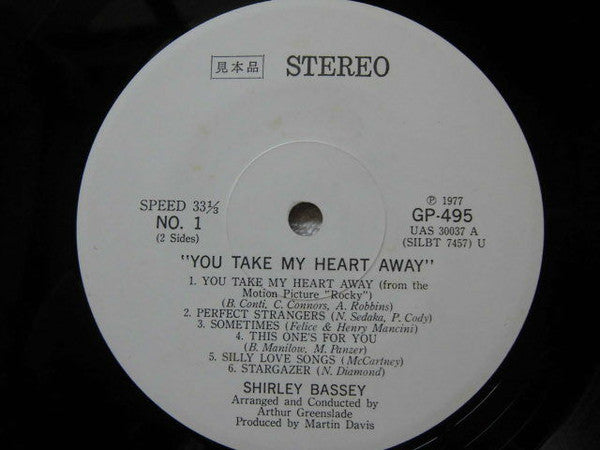 見本品 STEREO
SPEED 33⅓
NO. 1
(2 Sides)
℗ 1977
GP-495
UAS 30037 A
(SILBT 7457) U
"YOU TAKE MY HEART AWAY"
1. YOU TAKE MY HEART AWAY (from the
Motion Picture "Rocky")
(B. Conti, C. Connors, A. Robbins)
2. PERFECT STRANGERS (N. Sedaka, P. Cody)
3. SOMETIMES (Felice & Henry Mancini)
4. THIS ONE'S FOR YOU
(B. Manilow, M. Panzer)
5. SILLY LOVE SONGS (McCartney)
6. STARGAZER (N. Diamond)
SHIRLEY BASSEY
Arranged and Conducted by
Arthur Greenslade
Produced by Martin Davis